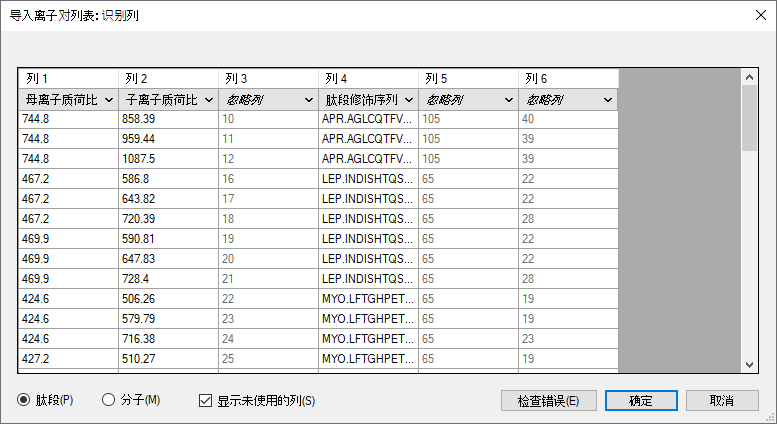 导入离子对列表: 识别列
列 1 列 2 列 3 列 4 列 5 列 6
母离子质荷比 子离子质荷比 忽略列 肽段修饰序列 忽略列 忽略列
744.8 858.39 10 APR.AGLCQTFV... 105 40
744.8 959.44 11 APR.AGLCQTFV... 105 39
744.8 1087.5 12 APR.AGLCQTFV... 105 39
467.2 586.8 16 LEP.INDISHTQS... 65 22
467.2 643.82 17 LEP.INDISHTQS... 65 22
467.2 720.39 18 LEP.INDISHTQS... 65 28
469.9 590.81 19 LEP.INDISHTQS... 65 22
469.9 647.83 20 LEP.INDISHTQS... 65 22
469.9 728.4 21 LEP.INDISHTQS... 65 28
424.6 506.26 22 MYO.LFTGHPET... 65 19
424.6 579.79 23 MYO.LFTGHPET... 65 19
424.6 716.38 24 MYO.LFTGHPET... 65 23
427.2 510.27 25 MYO.LFTGHPET... 65 19
肽段(P) 分子(M) 显示未使用的列(S) 检查错误(E) 确定 取消